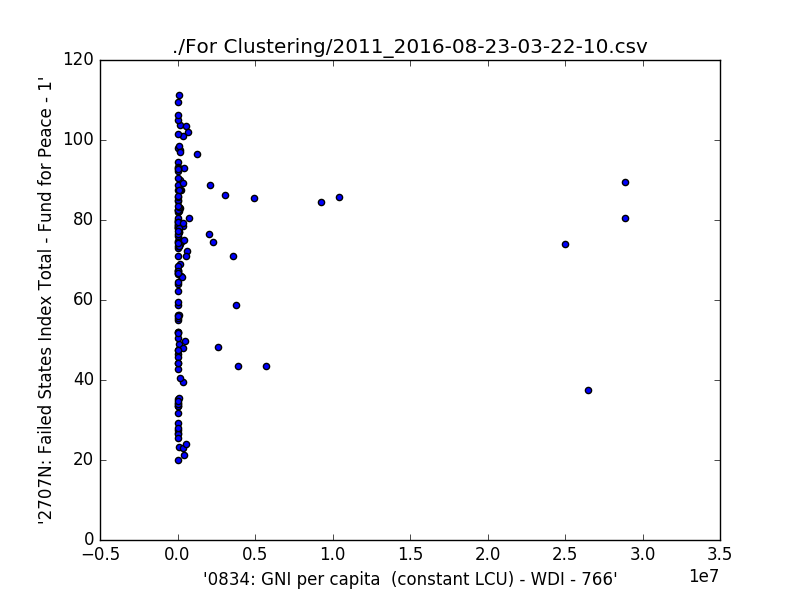 ./For Clustering/2011_2016-08-23-03-22-10.csv
120
100
80
60
40
20
0
'2707N: Failed States Index Total - Fund for Peace - 1'
−0.5 0.0 0.5 1.0 1.5 2.0 2.5 3.0 3.5
1e7
'0834: GNI per capita  (constant LCU) - WDI - 766'